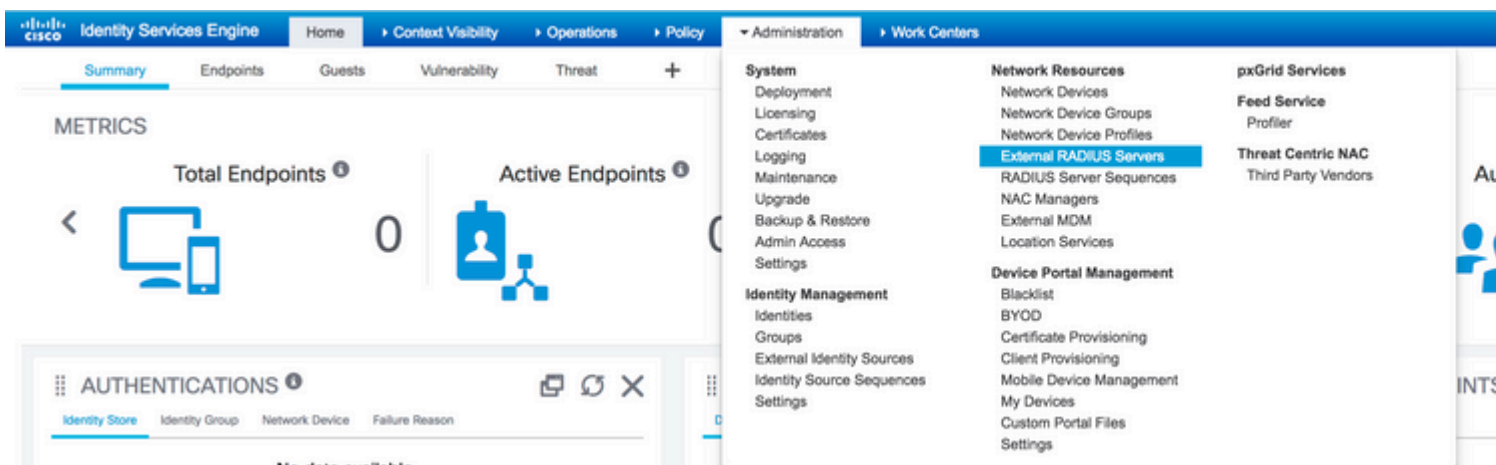 cisco Identity Services Engine Home Context Visibility Operations Policy Administration Work Centers
Summary Endpoints Guests Vulnerability Threat +
METRICS
Total Endpoints
0
Active Endpoints
System
Deployment
Licensing
Certificates
Logging
Maintenance
Upgrade
Backup & Restore
Admin Access
Settings
Identity Management
Identities
Groups
External Identity Sources
Identity Source Sequences
Settings
Network Resources
Network Devices
Network Device Groups
Network Device Profiles
External RADIUS Servers
RADIUS Server Sequences
NAC Managers
External MDM
Location Services
Device Portal Management
Blacklist
BYOD
Certificate Provisioning
Client Provisioning
Mobile Device Management
My Devices
Custom Portal Files
Settings
pxGrid Services
Feed Service
Profiler
Threat Centric NAC
Third Party Vendors
Au
AUTHENTICATIONS
Identity Store Identity Group Network Device Failure Reason
No data available
INTS